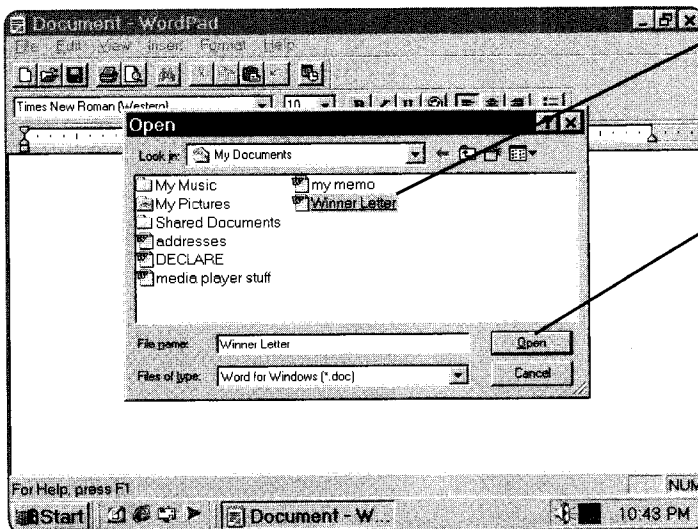 Document - WordPad
File Edit View Insert Format Help
Times New Roman (Western) 10 B I U
Open ? X
Look in: My Documents
My Music
My Pictures
Shared Documents
addresses
DECLARE
media player stuff
my memo
Winner Letter
File name: Winner Letter Open
Files of type: Word for Windows (*.doc) Cancel
For Help, press F1 NUM
Start Document - W... 10:43 PM